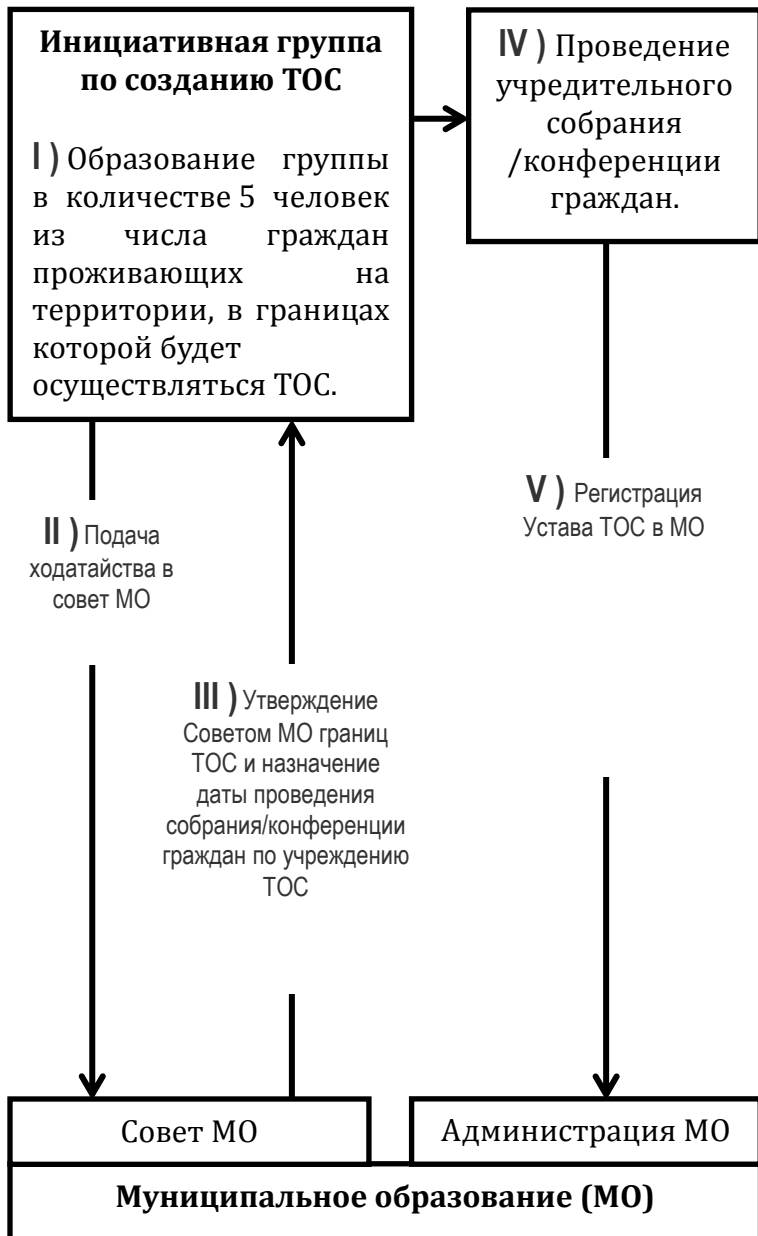 Инициативная группа
по созданию ТОС
I ) Образование группы
в количестве 5 человек
из числа граждан
проживающих на
территории, в границах
которой будет
осуществляться ТОС.
IV ) Проведение
учредительного
собрания
/конференции
граждан.
II ) Подача
ходатайства в
совет МО
III ) Утверждение
Советом МО границ
ТОС и назначение
даты проведения
собрания/конференции
граждан по учреждению
ТОС
V ) Регистрация
Устава ТОС в МО
Совет МО
Администрация МО
Муниципальное образование (МО)